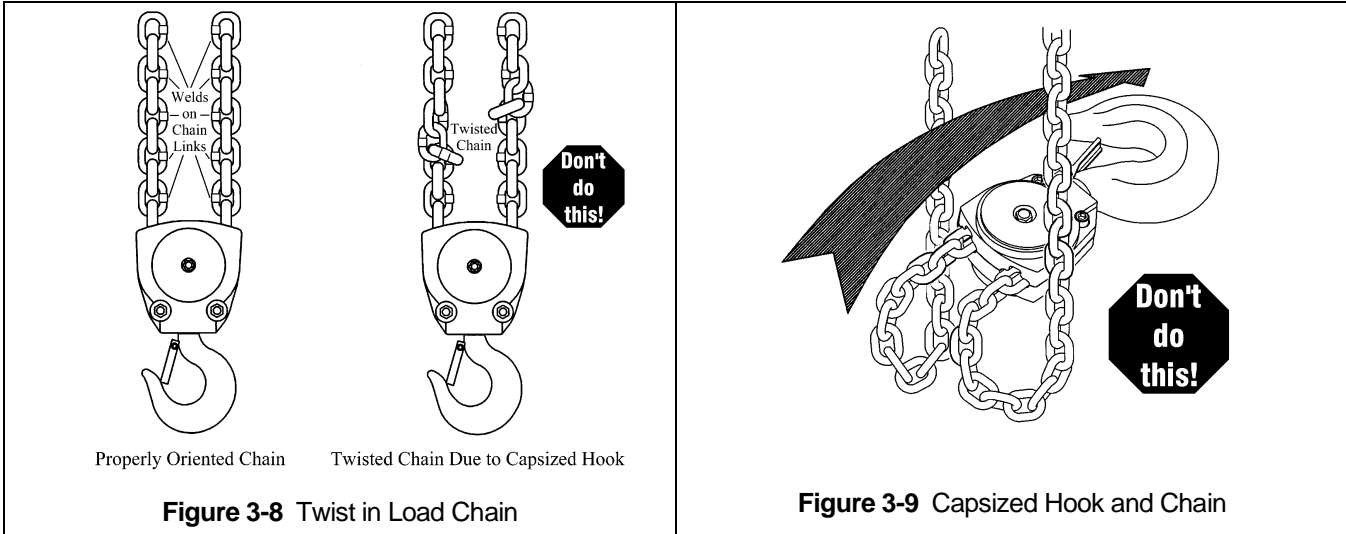 Welds
on
Chain
Links
Properly Oriented Chain
Twisted
Chain
Don't
do
this!
Twisted Chain Due to Capsized Hook
Figure 3-8 Twist in Load Chain
Don't
do
this!
Figure 3-9 Capsized Hook and Chain